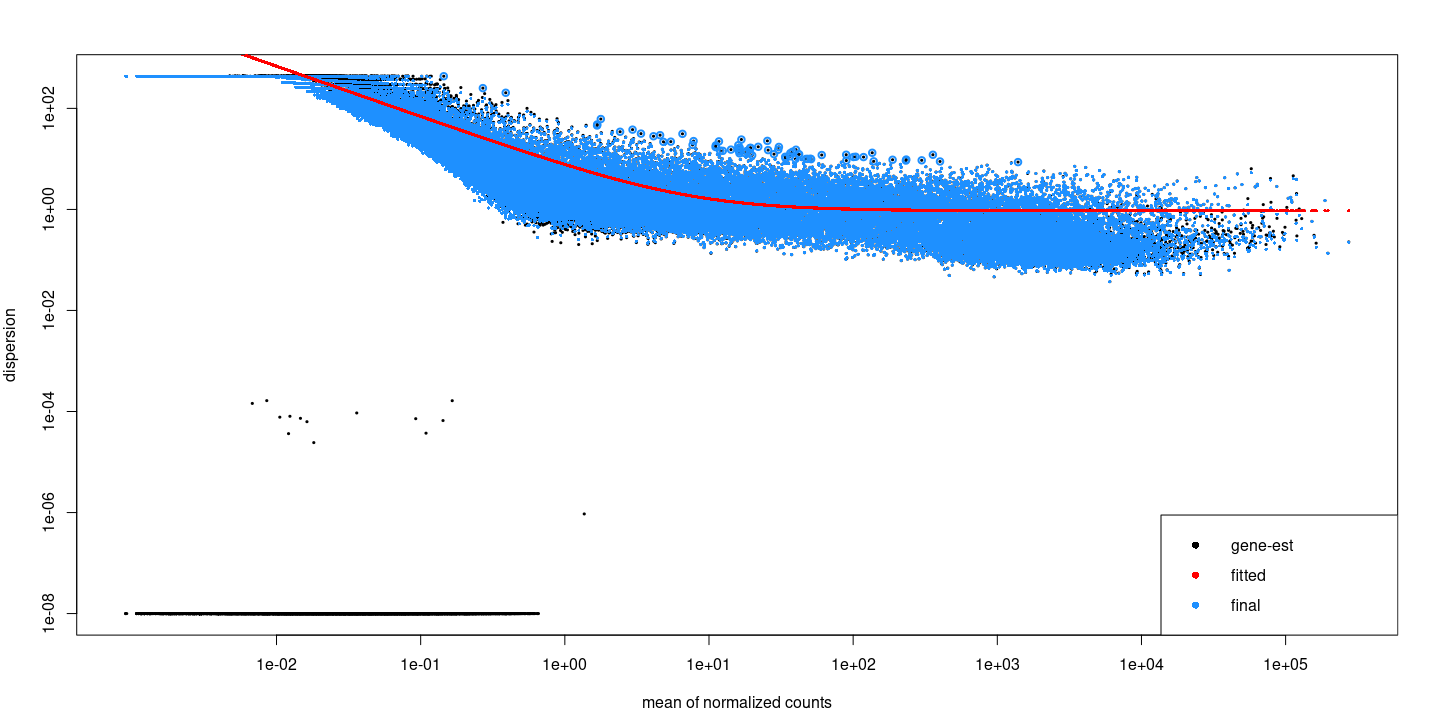 dispersion
1e+02
1e+00
1e-02
1e-04
1e-06
1e-08
1e-02 1e-01 1e+00 1e+01 1e+02 1e+03 1e+04 1e+05
mean of normalized counts
gene-est
fitted
final